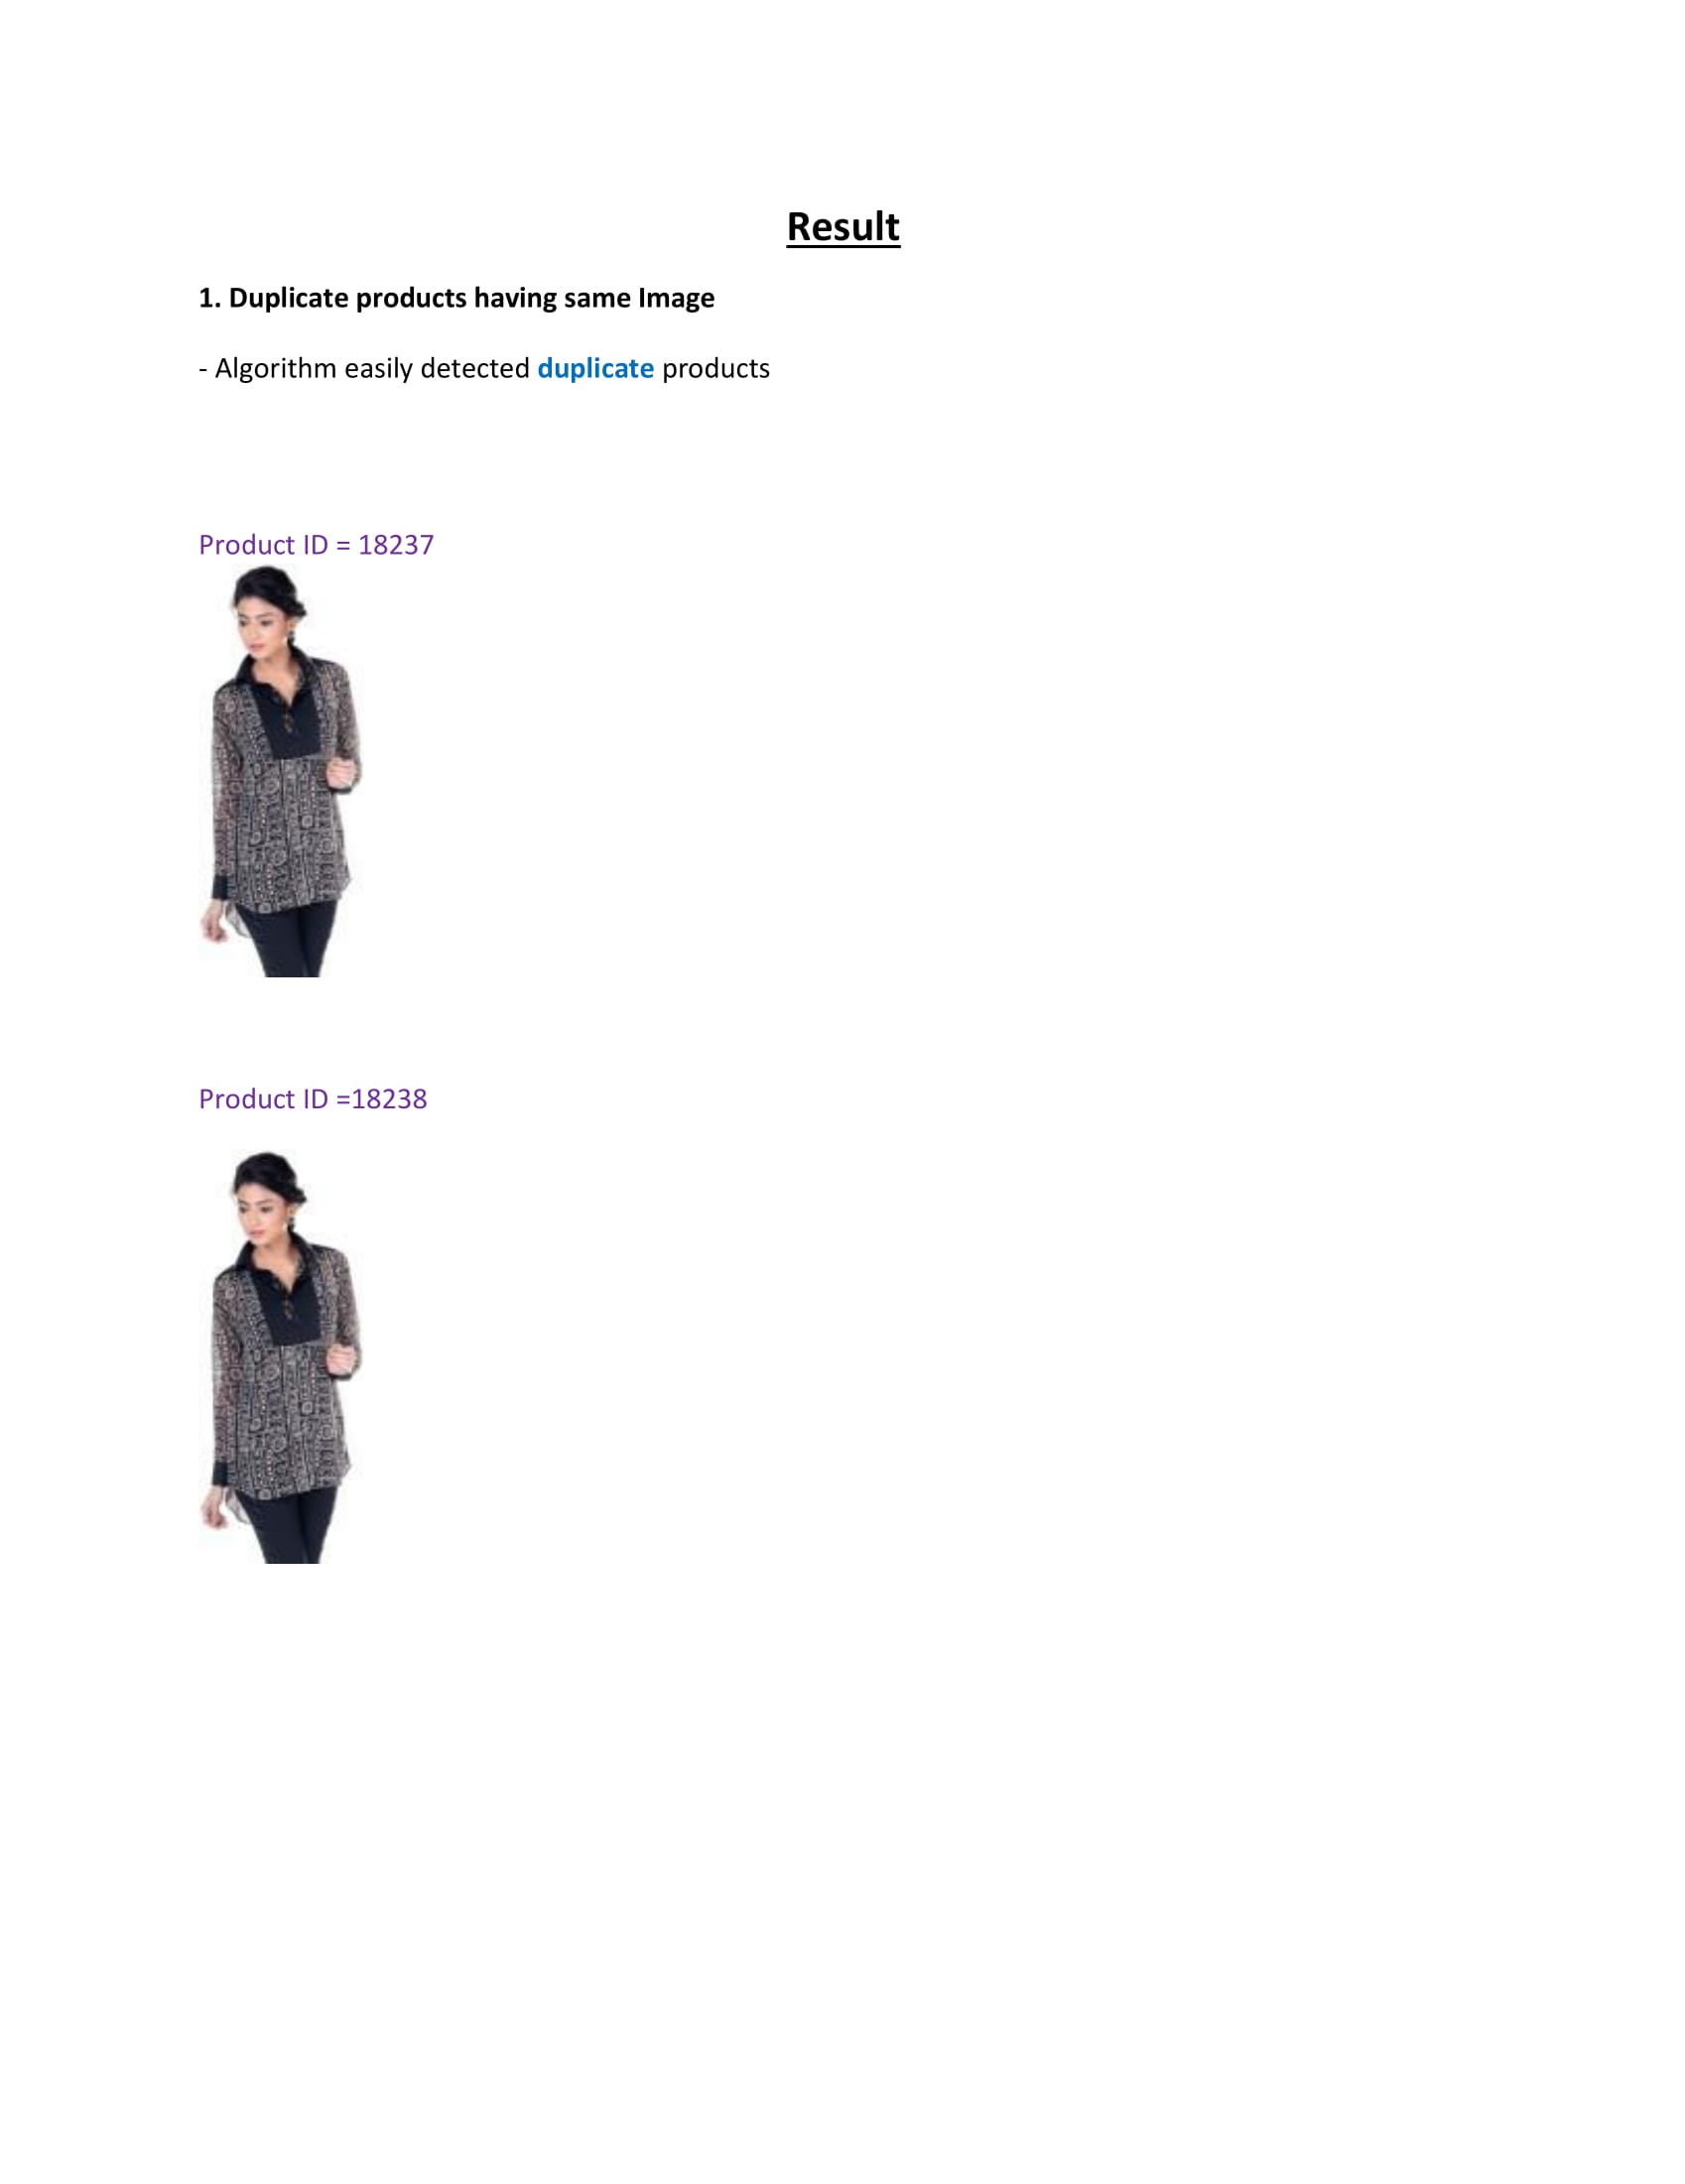 Result
1. Duplicate products having same Image
- Algorithm easily detected duplicate products
Product ID = 18237
Product ID =18238